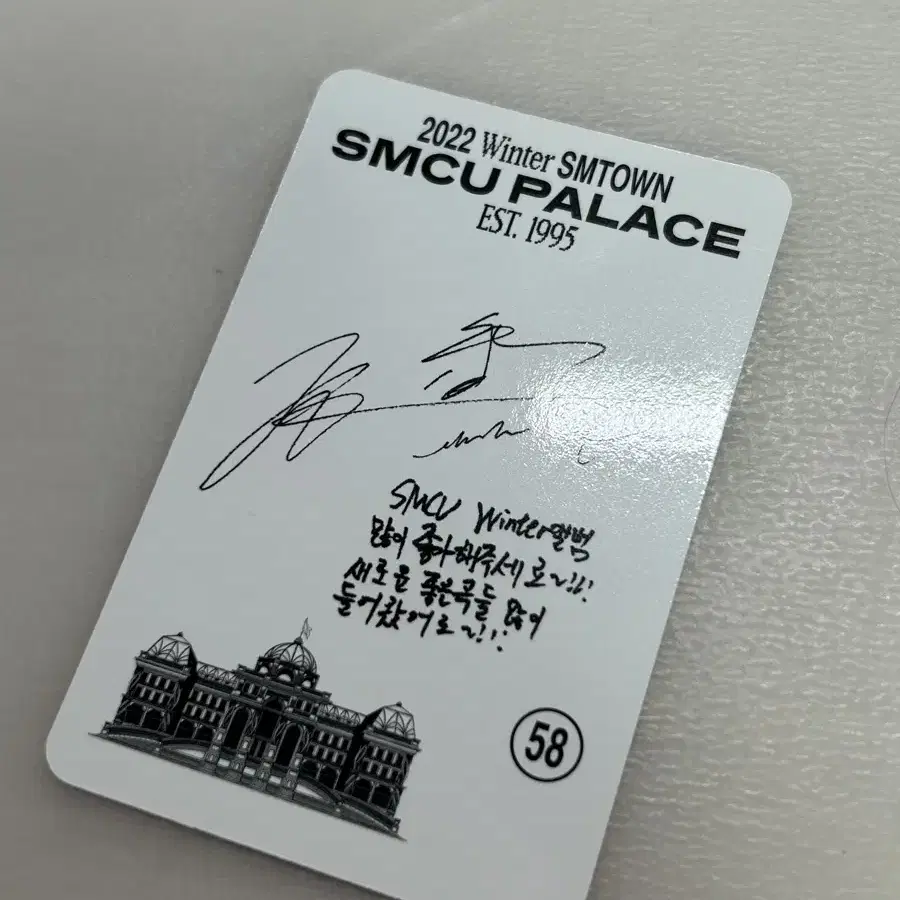 2022 Winter SMTOWN
SMCU PALACE
EST. 1995
SMCU Winter앨범
많이 좋아해주세요~!!!
새로운 좋은곡들 많이
들어찼어요~!!!
58